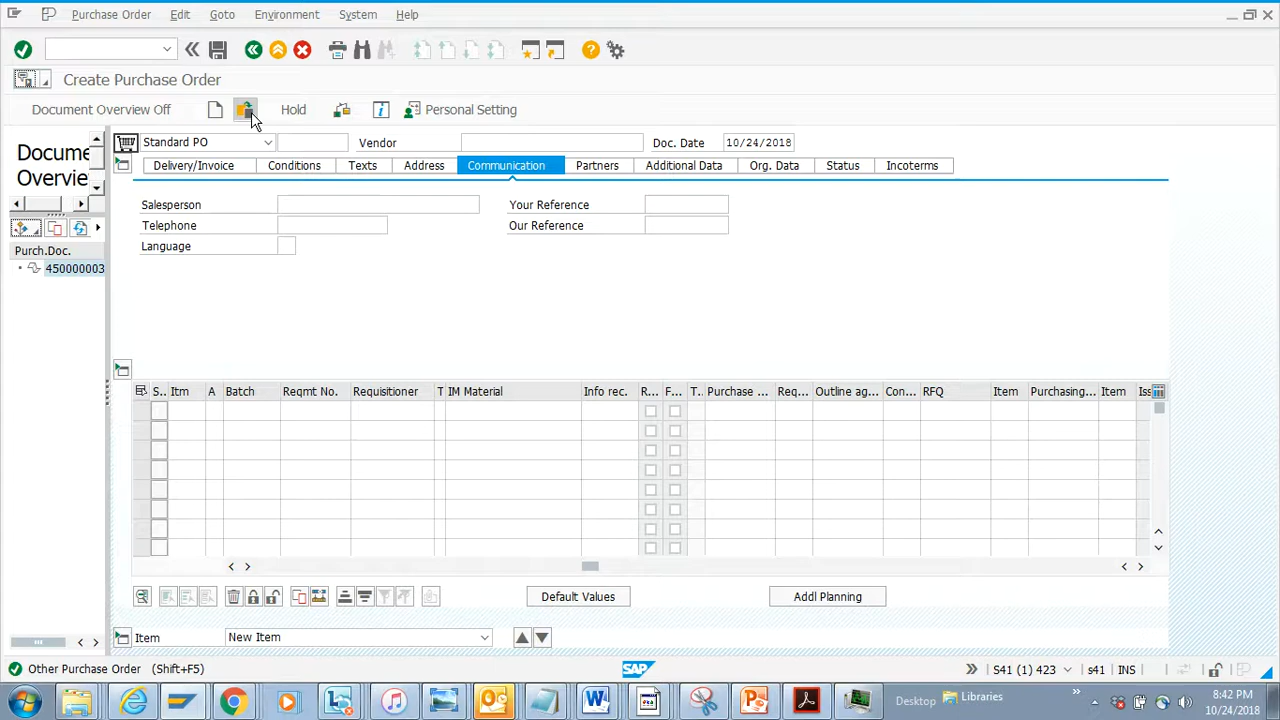 Purchase Order Edit Goto Environment System Help
Create Purchase Order
Document Overview Off Hold Personal Setting
Docume
Overvie
Standard PO Vendor Doc. Date 10/24/2018
Delivery/Invoice Conditions Texts Address Communication Partners Additional Data Org. Data Status Incoterms
Salesperson Your Reference
Telephone Our Reference
Language
Purch.Doc.
450000003
S.. Itm A Batch Reqmt No. Requisitioner T IM Material Info rec. R... F... T.. Purchase ... Req... Outline ag... Con... RFQ Item Purchasing... Item Iss
Default Values Addl Planning
Item New Item
Other Purchase Order (Shift+F5) SAP S41 (1) 423 s41 INS
Desktop Libraries 8:42 PM
10/24/2018